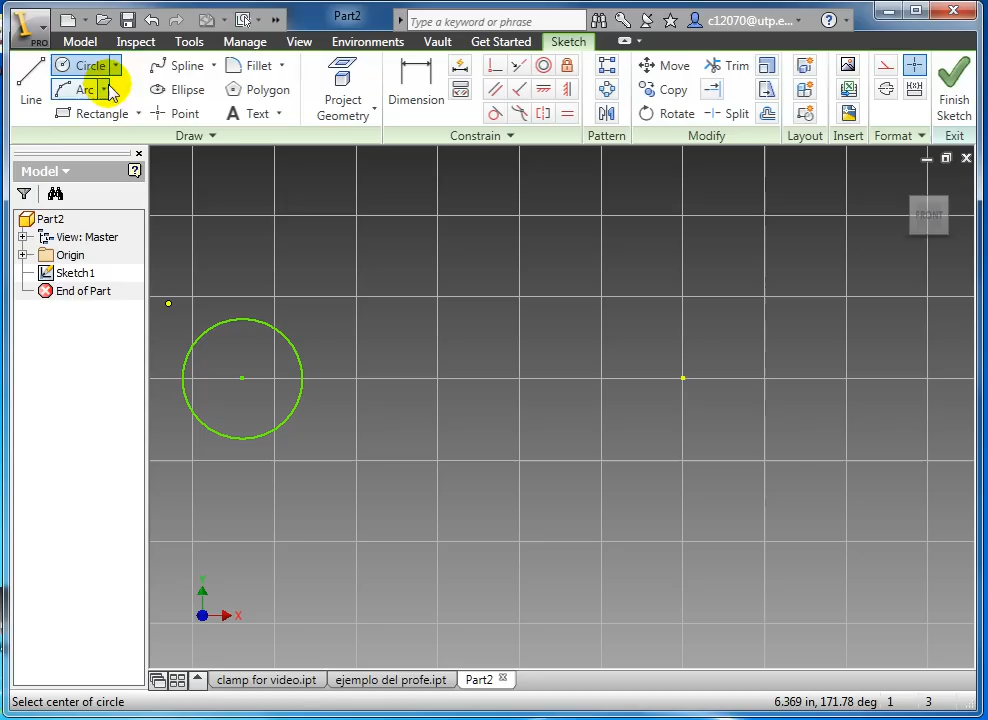 Part2
Type a keyword or phrase
c12070@utp.e...
PRO
Model Inspect Tools Manage View Environments Vault Get Started Sketch
Line
Circle
Arc
Rectangle
Spline
Ellipse
Point
Fillet
Polygon
Text
Project Geometry
Dimension
Move
Copy
Rotate
Trim
Split
Finish Sketch
Draw
Constrain
Pattern
Modify
Layout
Insert
Format
Exit
Model
Part2
View: Master
Origin
Sketch1
End of Part
FRONT
Y
X
clamp for video.ipt
ejemplo del profe.ipt
Part2
Select center of circle
6.369 in, 171.78 deg
1
3